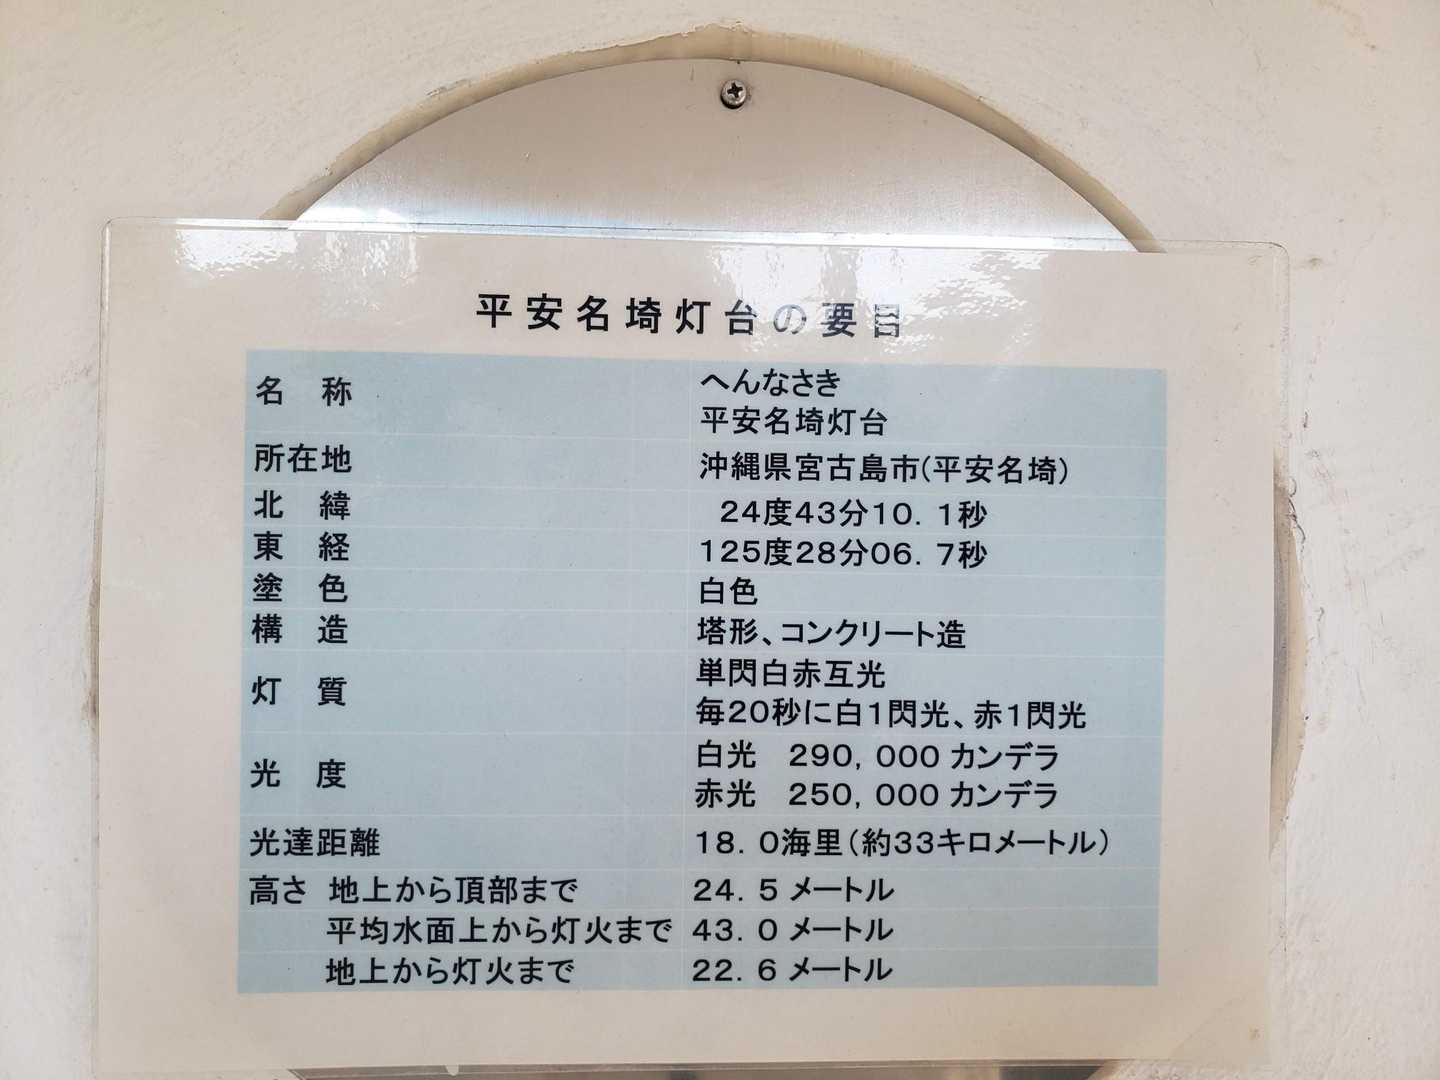 平安名埼灯台の要目
名　称
へんなさき
平安名埼灯台
所在地 沖縄県宮古島市(平安名埼)
北　緯 24度43分10．1秒
東　経 125度28分06．7秒
塗　色 白色
構　造 塔形、コンクリート造
灯　質
単閃白赤互光
毎20秒に白1閃光、赤1閃光
光　度
白光　290，000 カンデラ
赤光　250，000 カンデラ
光達距離 18．0海里(約33キロメートル)
高さ 地上から頂部まで 24．5 メートル
平均水面上から灯火まで 43．0 メートル
地上から灯火まで 22．6 メートル